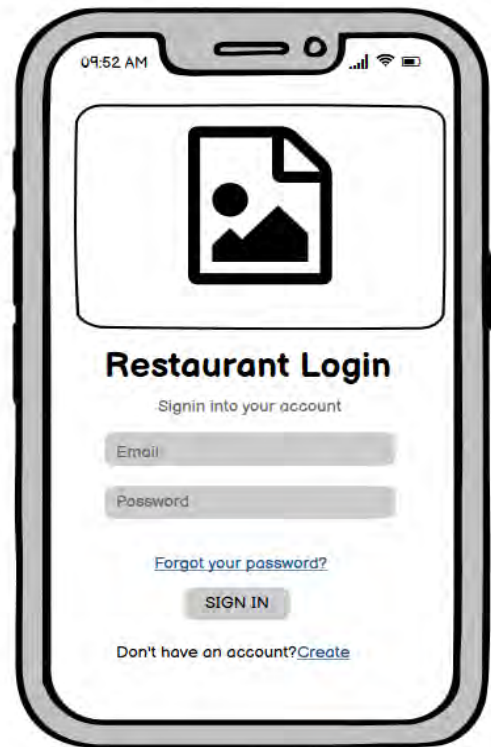 09:52 AM
Restaurant Login
Signin into your account
Email
Password
Forgot your password?
SIGN IN
Don't have an account?Create